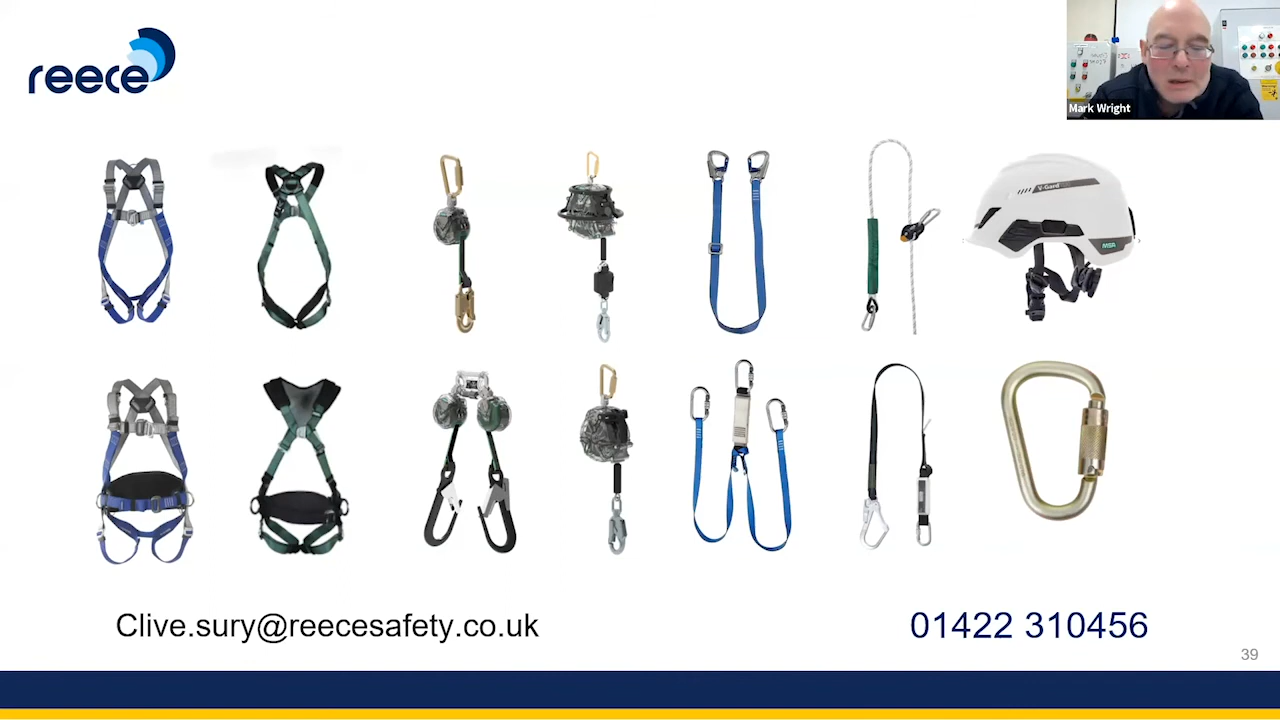 reece
Mark Wright
V-Gard
MSA
Clive.sury@reecesafety.co.uk
01422 310456
39